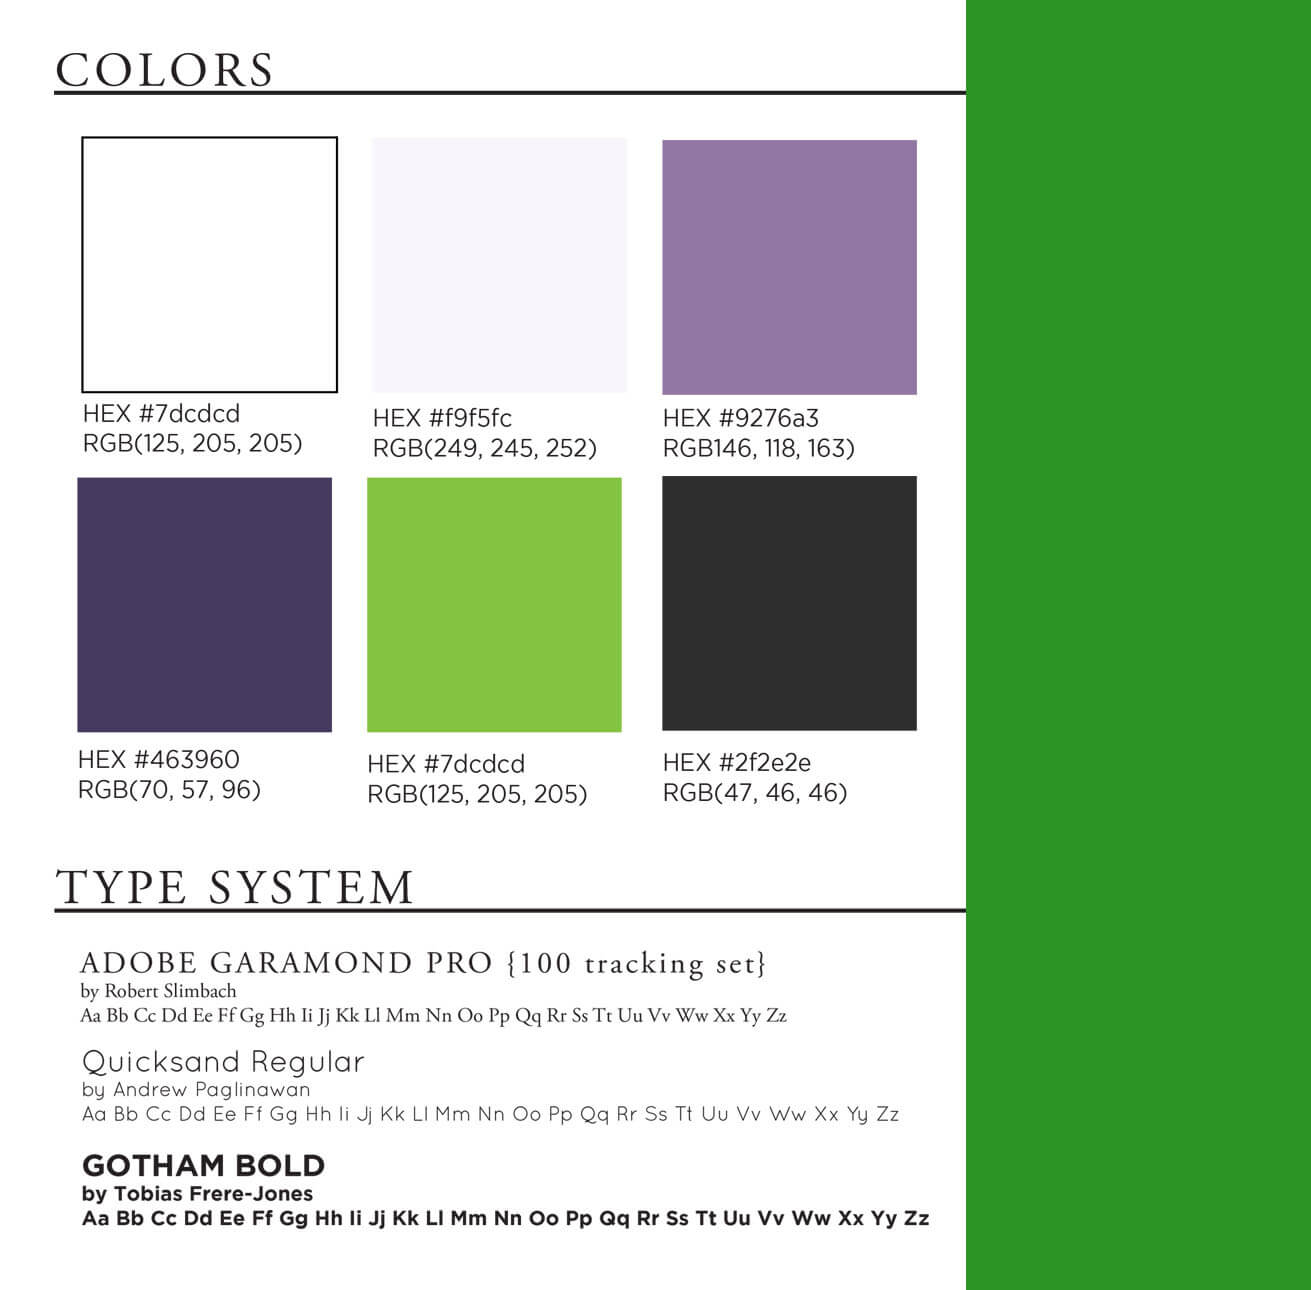 COLORS
HEX #7dcdcd
RGB(125, 205, 205)
HEX #f9f5fc
RGB(249, 245, 252)
HEX #9276a3
RGB146, 118, 163)
HEX #463960
RGB(70, 57, 96)
HEX #7dcdcd
RGB(125, 205, 205)
HEX #2f2e2e
RGB(47, 46, 46)
TYPE SYSTEM
ADOBE GARAMOND PRO {100 tracking set}
by Robert Slimbach
Aa Bb Cc Dd Ee Ff Gg Hh Ii Jj Kk Ll Mm Nn Oo Pp Qq Rr Ss Tt Uu Vv Ww Xx Yy Zz
Quicksand Regular
by Andrew Paglinawan
Aa Bb Cc Dd Ee Ff Gg Hh Ii Jj Kk Ll Mm Nn Oo Pp Qq Rr Ss Tt Uu Vv Ww Xx Yy Zz
GOTHAM BOLD
by Tobias Frere-Jones
Aa Bb Cc Dd Ee Ff Gg Hh Ii Jj Kk Ll Mm Nn Oo Pp Qq Rr Ss Tt Uu Vv Ww Xx Yy Zz